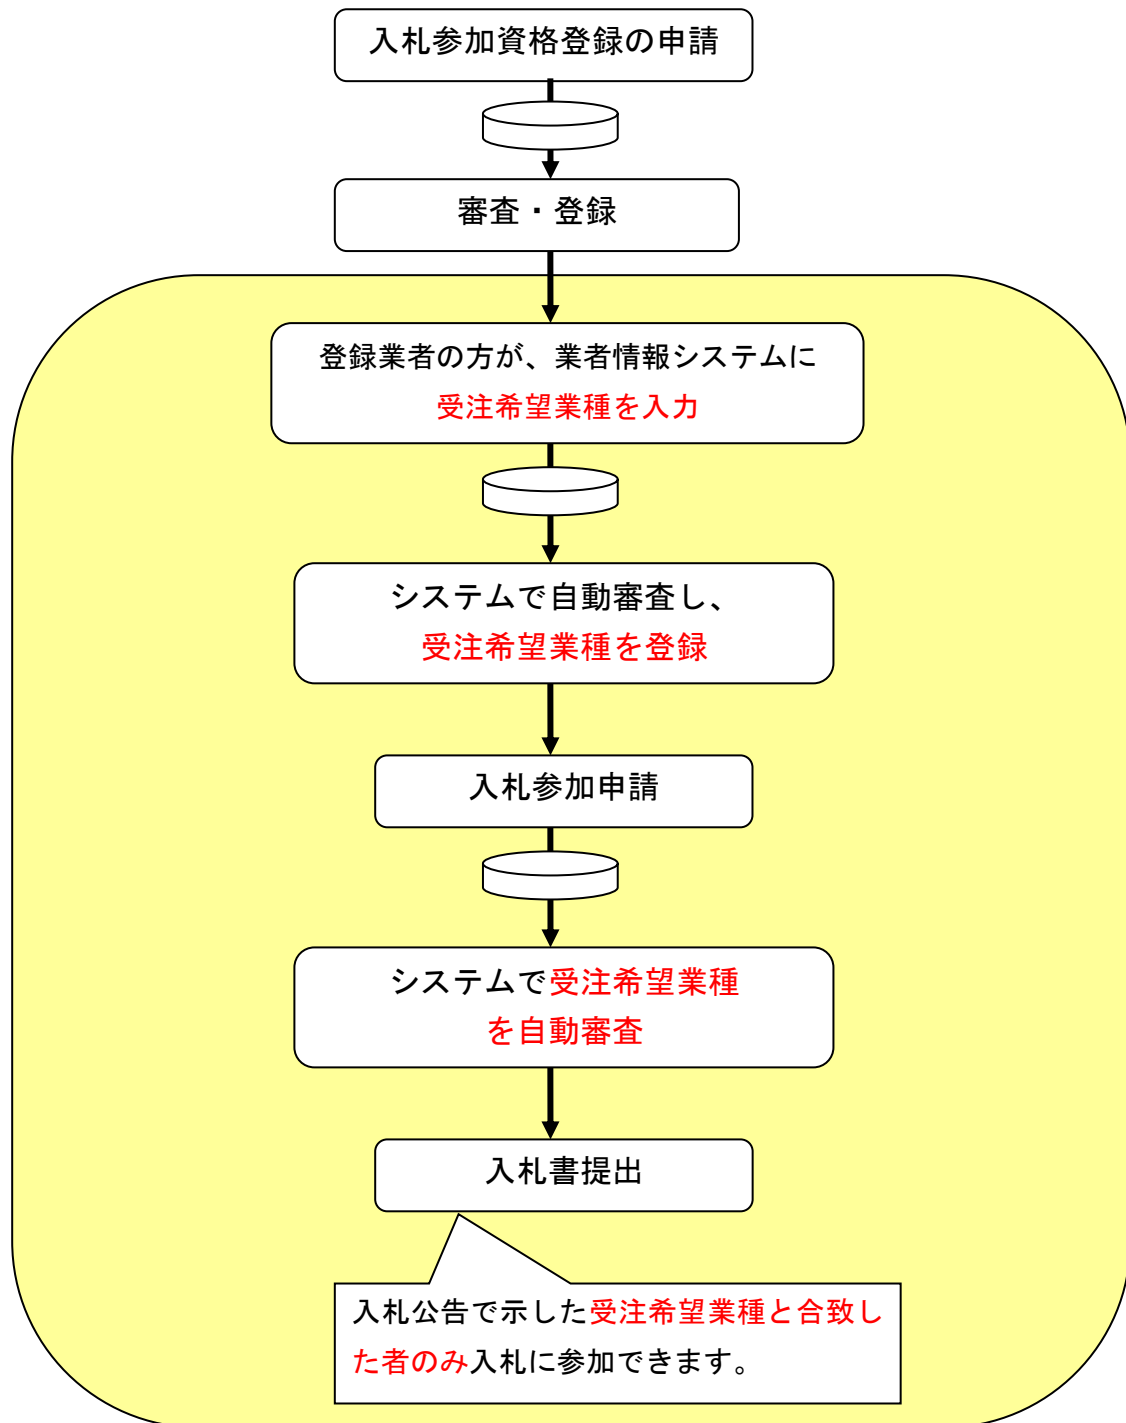 入札参加資格登録の申請
審査・登録
登録業者の方が、業者情報システムに
受注希望業種を入力
システムで自動審査し、
受注希望業種を登録
入札参加申請
システムで受注希望業種
を自動審査
入札書提出
入札公告で示した受注希望業種と合致し
た者のみ入札に参加できます。